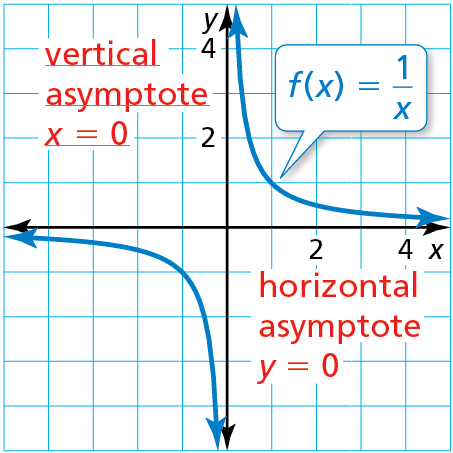 y
vertical
asymptote
x = 0
4
f(x) = 1/x
2
2
4
x
horizontal
asymptote
y = 0